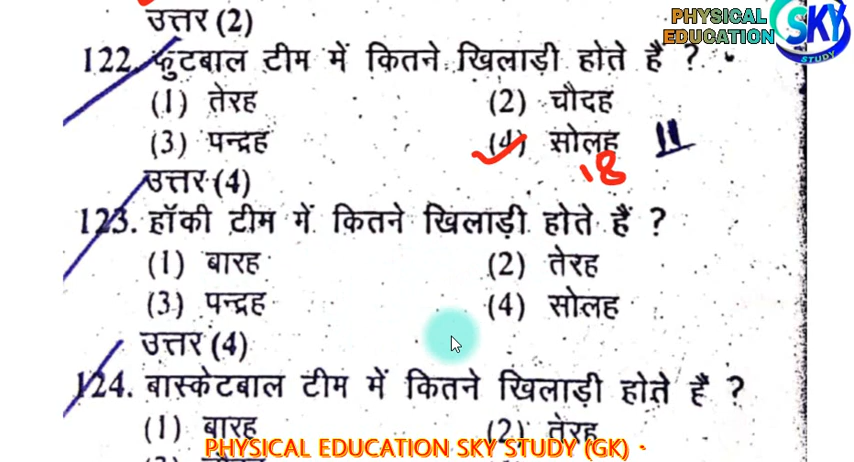 उत्तर (2)
PHYSICAL EDUCATION
SKY STUDY
122. फुटबाल टीम में कितने खिलाड़ी होते हैं ?
(1) तेरह (2) चौदह
(3) पन्द्रह (4) सोलह 11
18
उत्तर (4)
123. हॉकी टीम में कितने खिलाड़ी होते हैं ?
(1) बारह (2) तेरह
(3) पन्द्रह (4) सोलह
उत्तर (4)
124. बास्केटबाल टीम में कितने खिलाड़ी होते हैं ?
(1) बारह (2) तेरह
PHYSICAL EDUCATION SKY STUDY (GK)